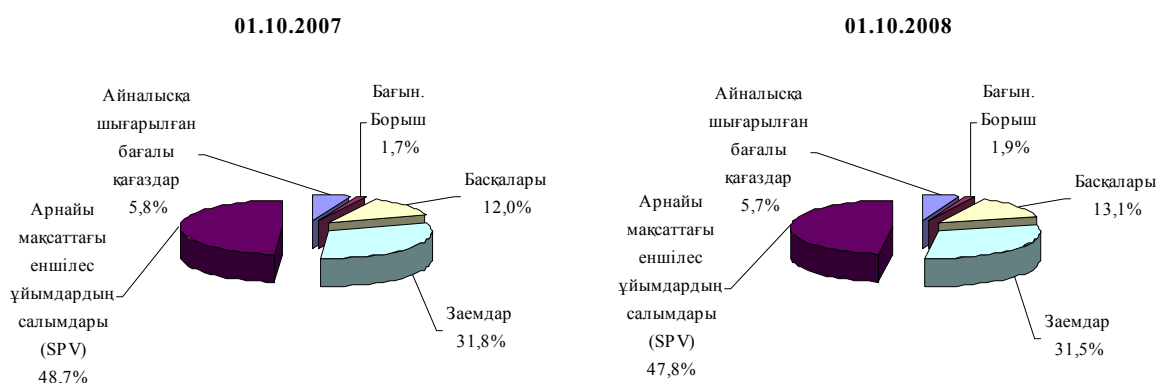 01.10.2007
Айналысқа
шығарылған
бағалы
қағаздар
5,8%
Бағын.
Борыш
1,7%
Басқалары
12,0%
Арнайы
мақсаттағы
еншілес
ұйымдардың
салымдары
(SPV)
48,7%
Заемдар
31,8%
01.10.2008
Айналысқа
шығарылған
бағалы
қағаздар
5,7%
Бағын.
Борыш
1,9%
Басқалары
13,1%
Арнайы
мақсаттағы
еншілес
ұйымдардың
салымдары
(SPV)
47,8%
Заемдар
31,5%